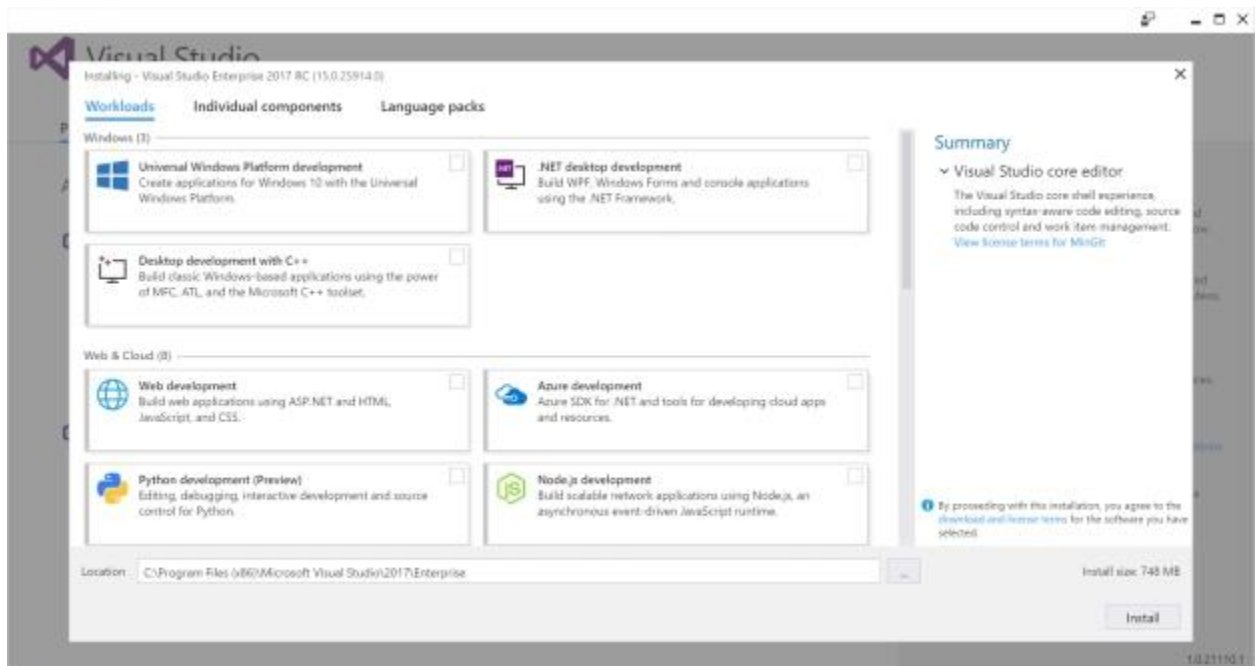 Visual Studio
Installing - Visual Studio Enterprise 2017 RC (15.0.25914.0)
Workloads
Individual components
Language packs
Windows (3)
Universal Windows Platform development
Create applications for Windows 10 with the Universal
Windows Platform.
.NET desktop development
Build WPF, Windows Forms and console applications
using the .NET Framework.
Desktop development with C++
Build classic Windows-based applications using the power
of MFC, ATL, and the Microsoft C++ toolset.
Web & Cloud (8)
Web development
Build web applications using ASP.NET and HTML,
JavaScript, and CSS.
Azure development
Azure SDK for .NET and tools for developing cloud apps
and resources.
Python development (Preview)
Editing, debugging, interactive development and source
control for Python.
Node.js development
Build scalable network applications using Node.js, an
asynchronous event-driven JavaScript runtime.
Summary
Visual Studio core editor
The Visual Studio core shell experience,
including syntax-aware code editing, source
code control and work item management.
View license terms for MinGit
By proceeding with this installation, you agree to the
download and license terms for the software you have
selected.
Location
C:\Program Files (x86)\Microsoft Visual Studio\2017\Enterprise
...
Install size: 748 MB
Install
1.0.21110.1